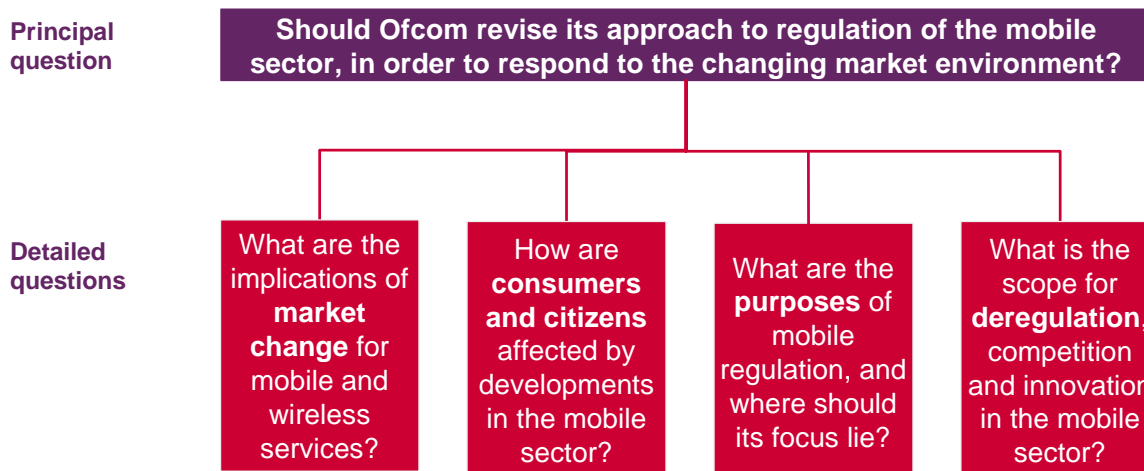 Principal
question
Should Ofcom revise its approach to regulation of the mobile
sector, in order to respond to the changing market environment?
Detailed
questions
What are the
implications of
market
change for
mobile and
wireless
services?
How are
consumers
and citizens
affected by
developments
in the mobile
sector?
What are the
purposes of
mobile
regulation, and
where should
its focus lie?
What is the
scope for
deregulation,
competition
and innovation
in the mobile
sector?